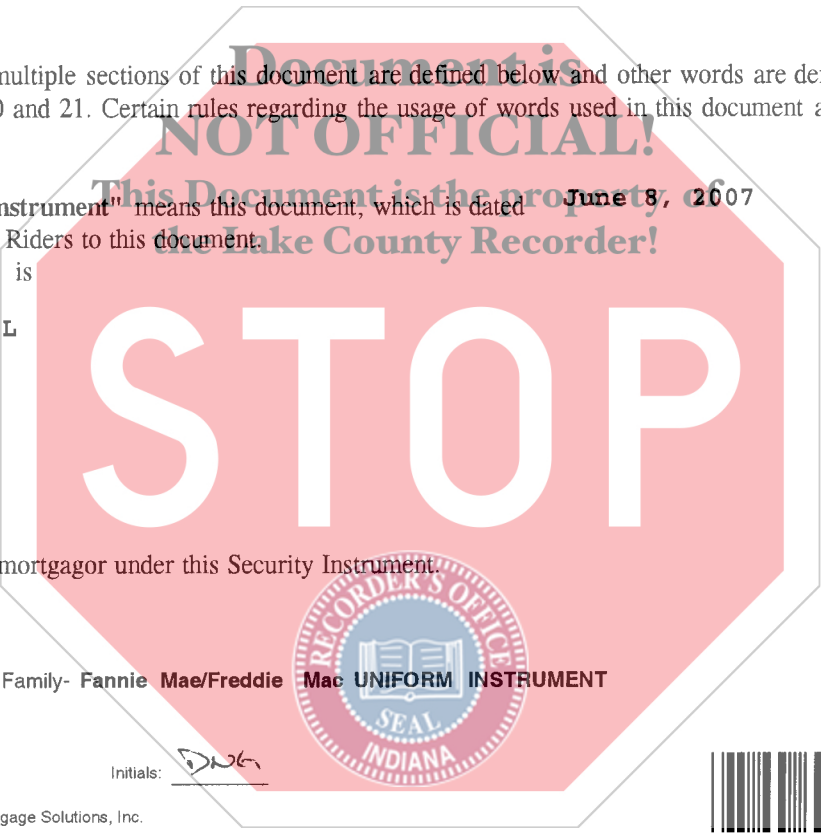 Document is
multiple sections of this document are defined below and other words are
and 21. Certain rules regarding the usage of words used in this document
NOT OFFICIAL!
This Document is the property of
" means this document, which is dated June 8, 2007
Riders to this document.
the Lake County Recorder!
is
L
STOP
mortgagor under this Security Instrument.
RECORDER'S OFFICE
Family- Fannie Mae/Freddie Mac UNIFORM INSTRUMENT
SEAL
INDIANA
Initials:
Solutions, Inc.